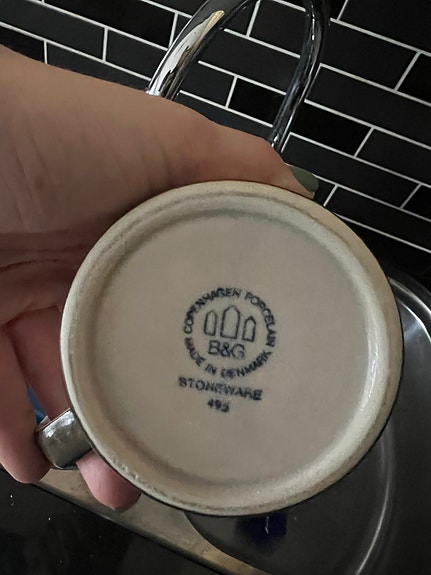 COPENHAGEN PORCELAIN
B&G
MADE IN DENMARK
STONEWARE
495